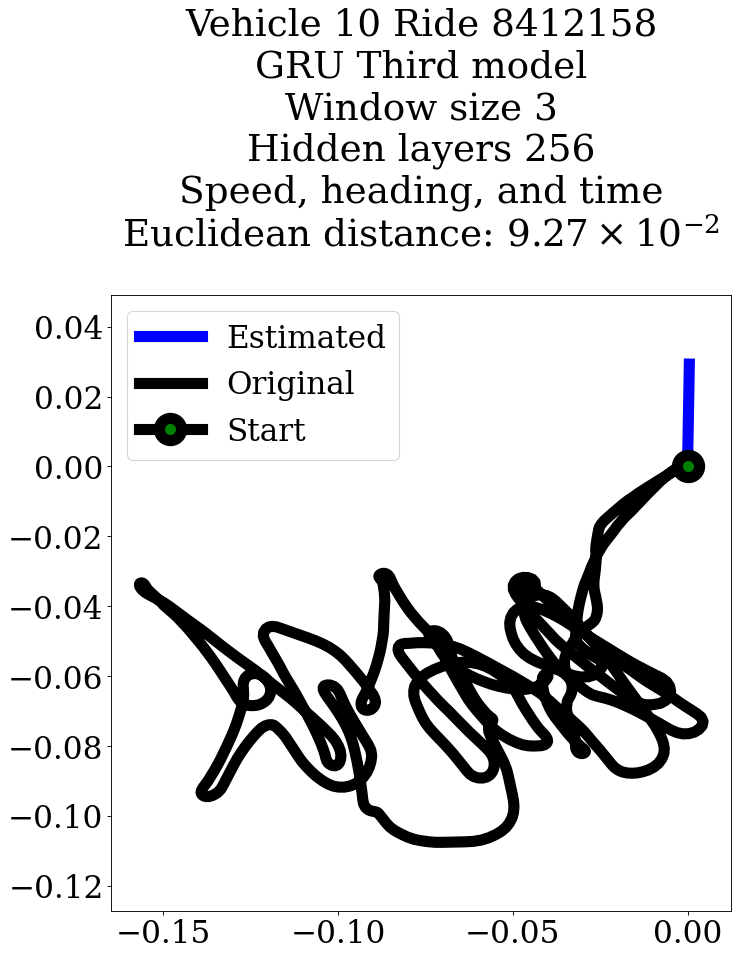 Vehicle 10 Ride 8412158
GRU Third model
Window size 3
Hidden layers 256
Speed, heading, and time
Euclidean distance: 9.27 × 10⁻²
Estimated
Original
Start
0.04
0.02
0.00
−0.02
−0.04
−0.06
−0.08
−0.10
−0.12
−0.15 −0.10 −0.05 0.00